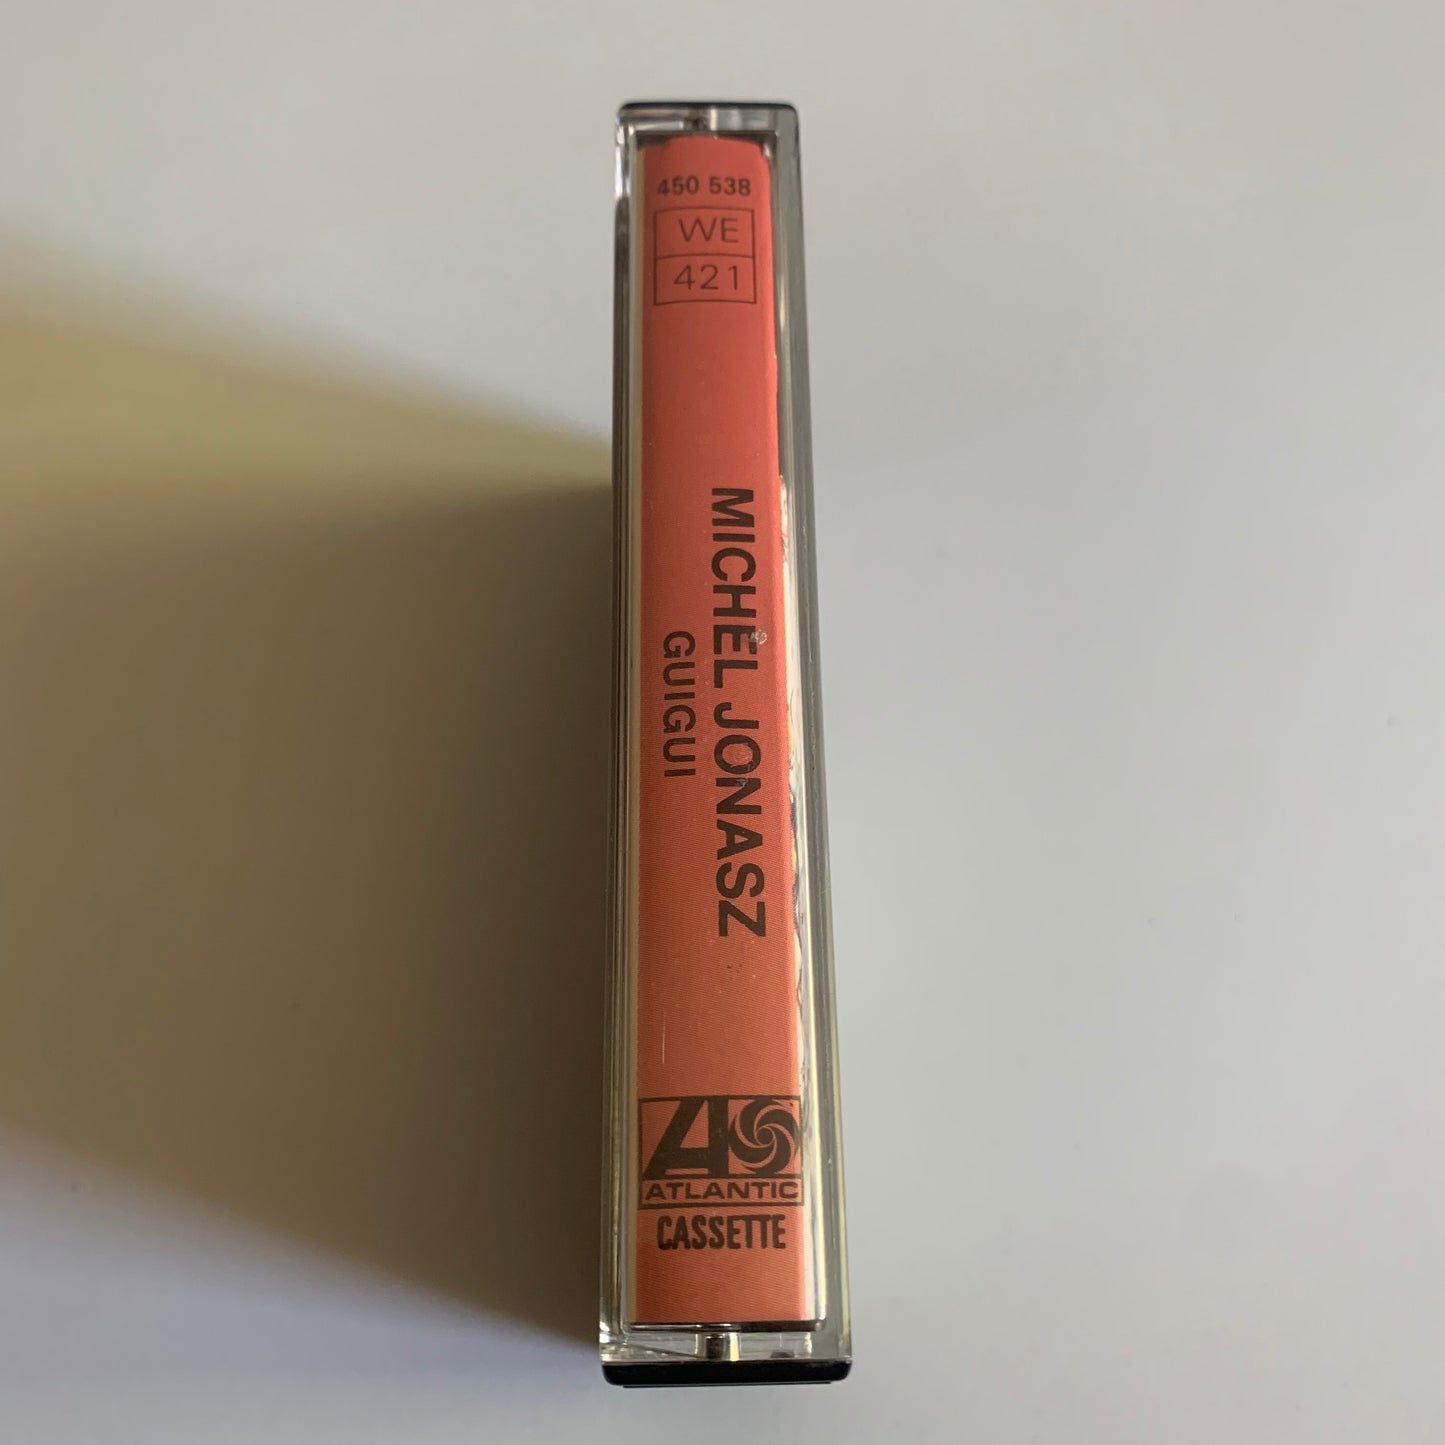 450 538
WE
421
MICHEL JONASZ
GUIGUI
ATLANTIC
CASSETTE